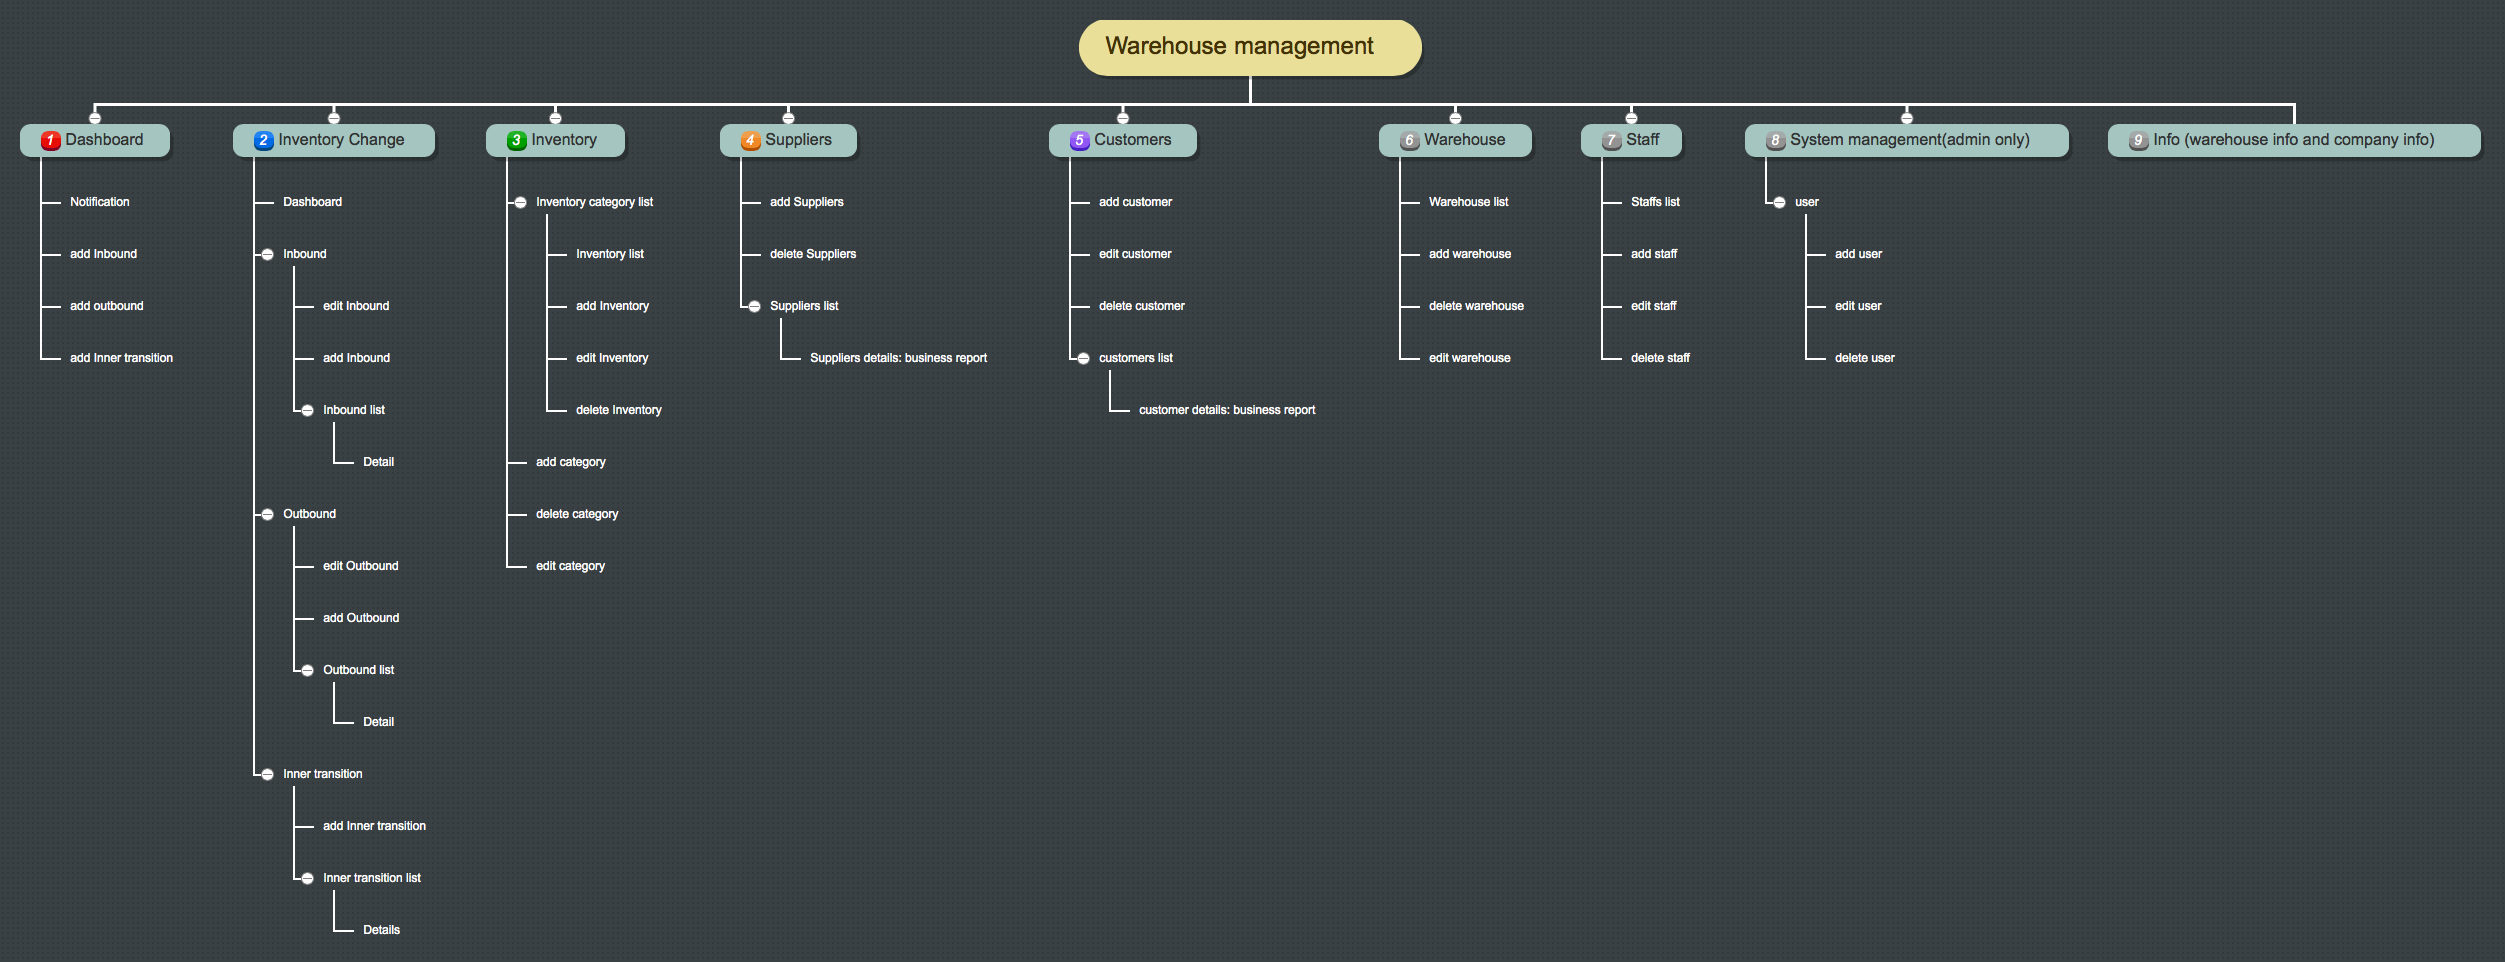 Warehouse management
1 Dashboard
Notification
add Inbound
add outbound
add Inner transition
2 Inventory Change
Dashboard
Inbound
edit Inbound
add Inbound
Inbound list
Detail
Outbound
edit Outbound
add Outbound
Outbound list
Detail
Inner transition
add Inner transition
Inner transition list
Details
3 Inventory
Inventory category list
Inventory list
add Inventory
edit Inventory
delete Inventory
add category
delete category
edit category
4 Suppliers
add Suppliers
delete Suppliers
Suppliers list
Suppliers details: business report
5 Customers
add customer
edit customer
delete customer
customers list
customer details: business report
6 Warehouse
Warehouse list
add warehouse
delete warehouse
edit warehouse
7 Staff
Staffs list
add staff
edit staff
delete staff
8 System management(admin only)
user
add user
edit user
delete user
9 Info (warehouse info and company info)